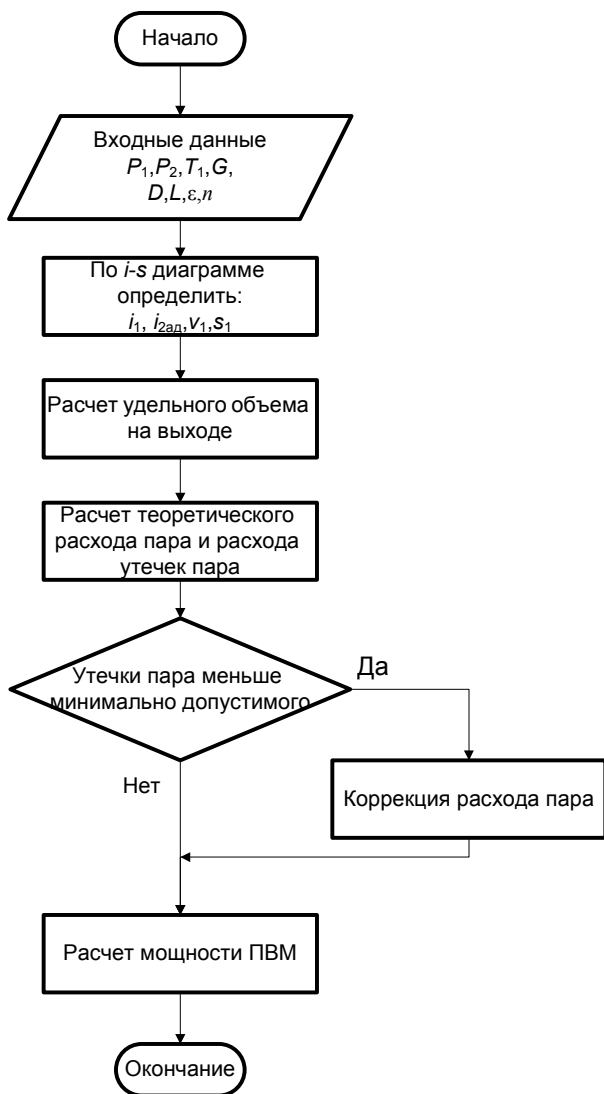 Начало
Входные данные
P₁,P₂,T₁,G,
D,L,ε,n
По i-s диаграмме
определить:
i₁, i₂ад,v₁,s₁
Расчет удельного объема
на выходе
Расчет теоретического
расхода пара и расхода
утечек пара
Утечки пара меньше
минимально допустимого
Да
Нет
Коррекция расхода пара
Расчет мощности ПВМ
Окончание